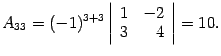 A₃₃ = (−1)³⁺³ | 1 −2 | = 10.
| 3 4 |